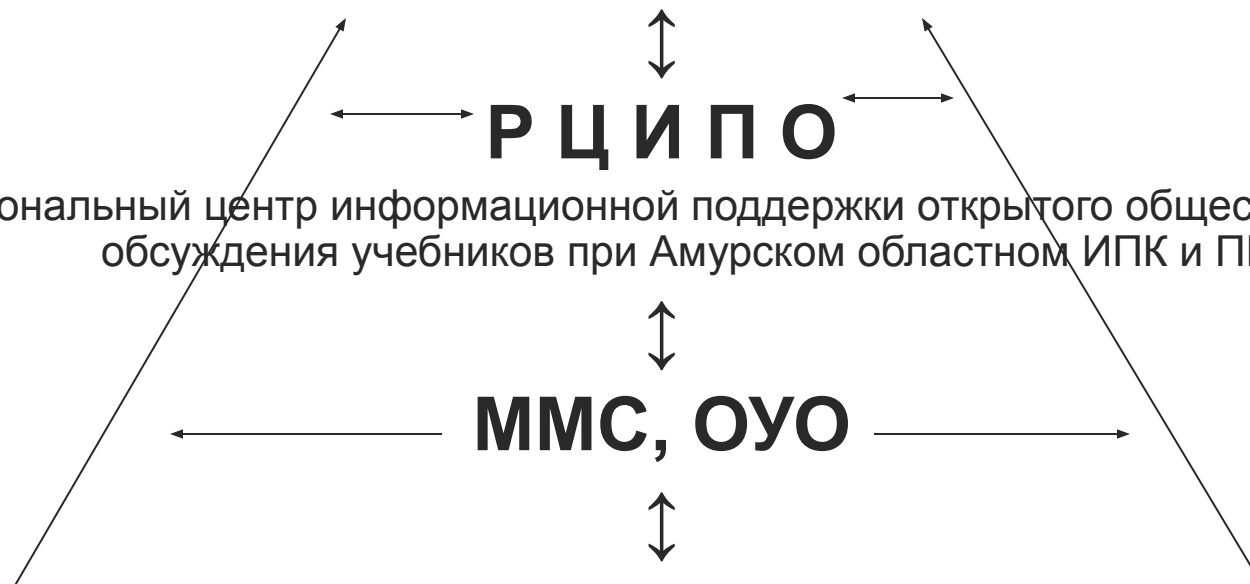 Р Ц И П О
ональный центр информационной поддержки открытого общес
обсуждения учебников при Амурском областном ИПК и П
ММС, ОУО